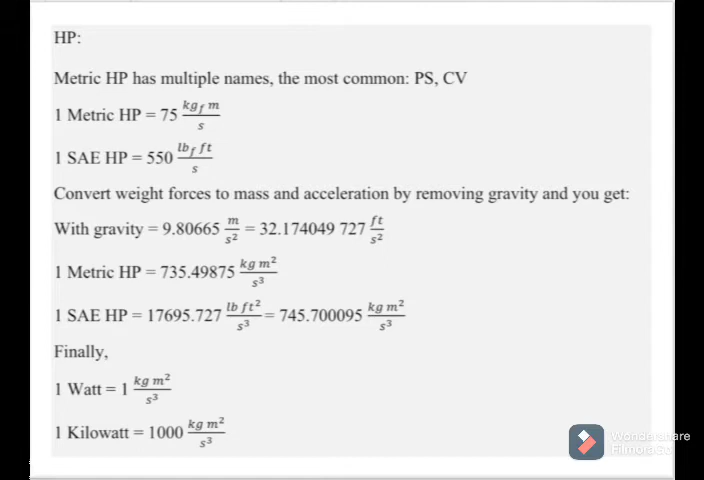 HP:
Metric HP has multiple names, the most common: PS, CV
1 Metric HP = 75 kg_f m / s
1 SAE HP = 550 lb_f ft / s
Convert weight forces to mass and acceleration by removing gravity and you get:
With gravity = 9.80665 m / s² = 32.174049 727 ft / s²
1 Metric HP = 735.49875 kg m² / s³
1 SAE HP = 17695.727 lb ft² / s³ = 745.700095 kg m² / s³
Finally,
1 Watt = 1 kg m² / s³
1 Kilowatt = 1000 kg m² / s³
Wondershare
Filmora